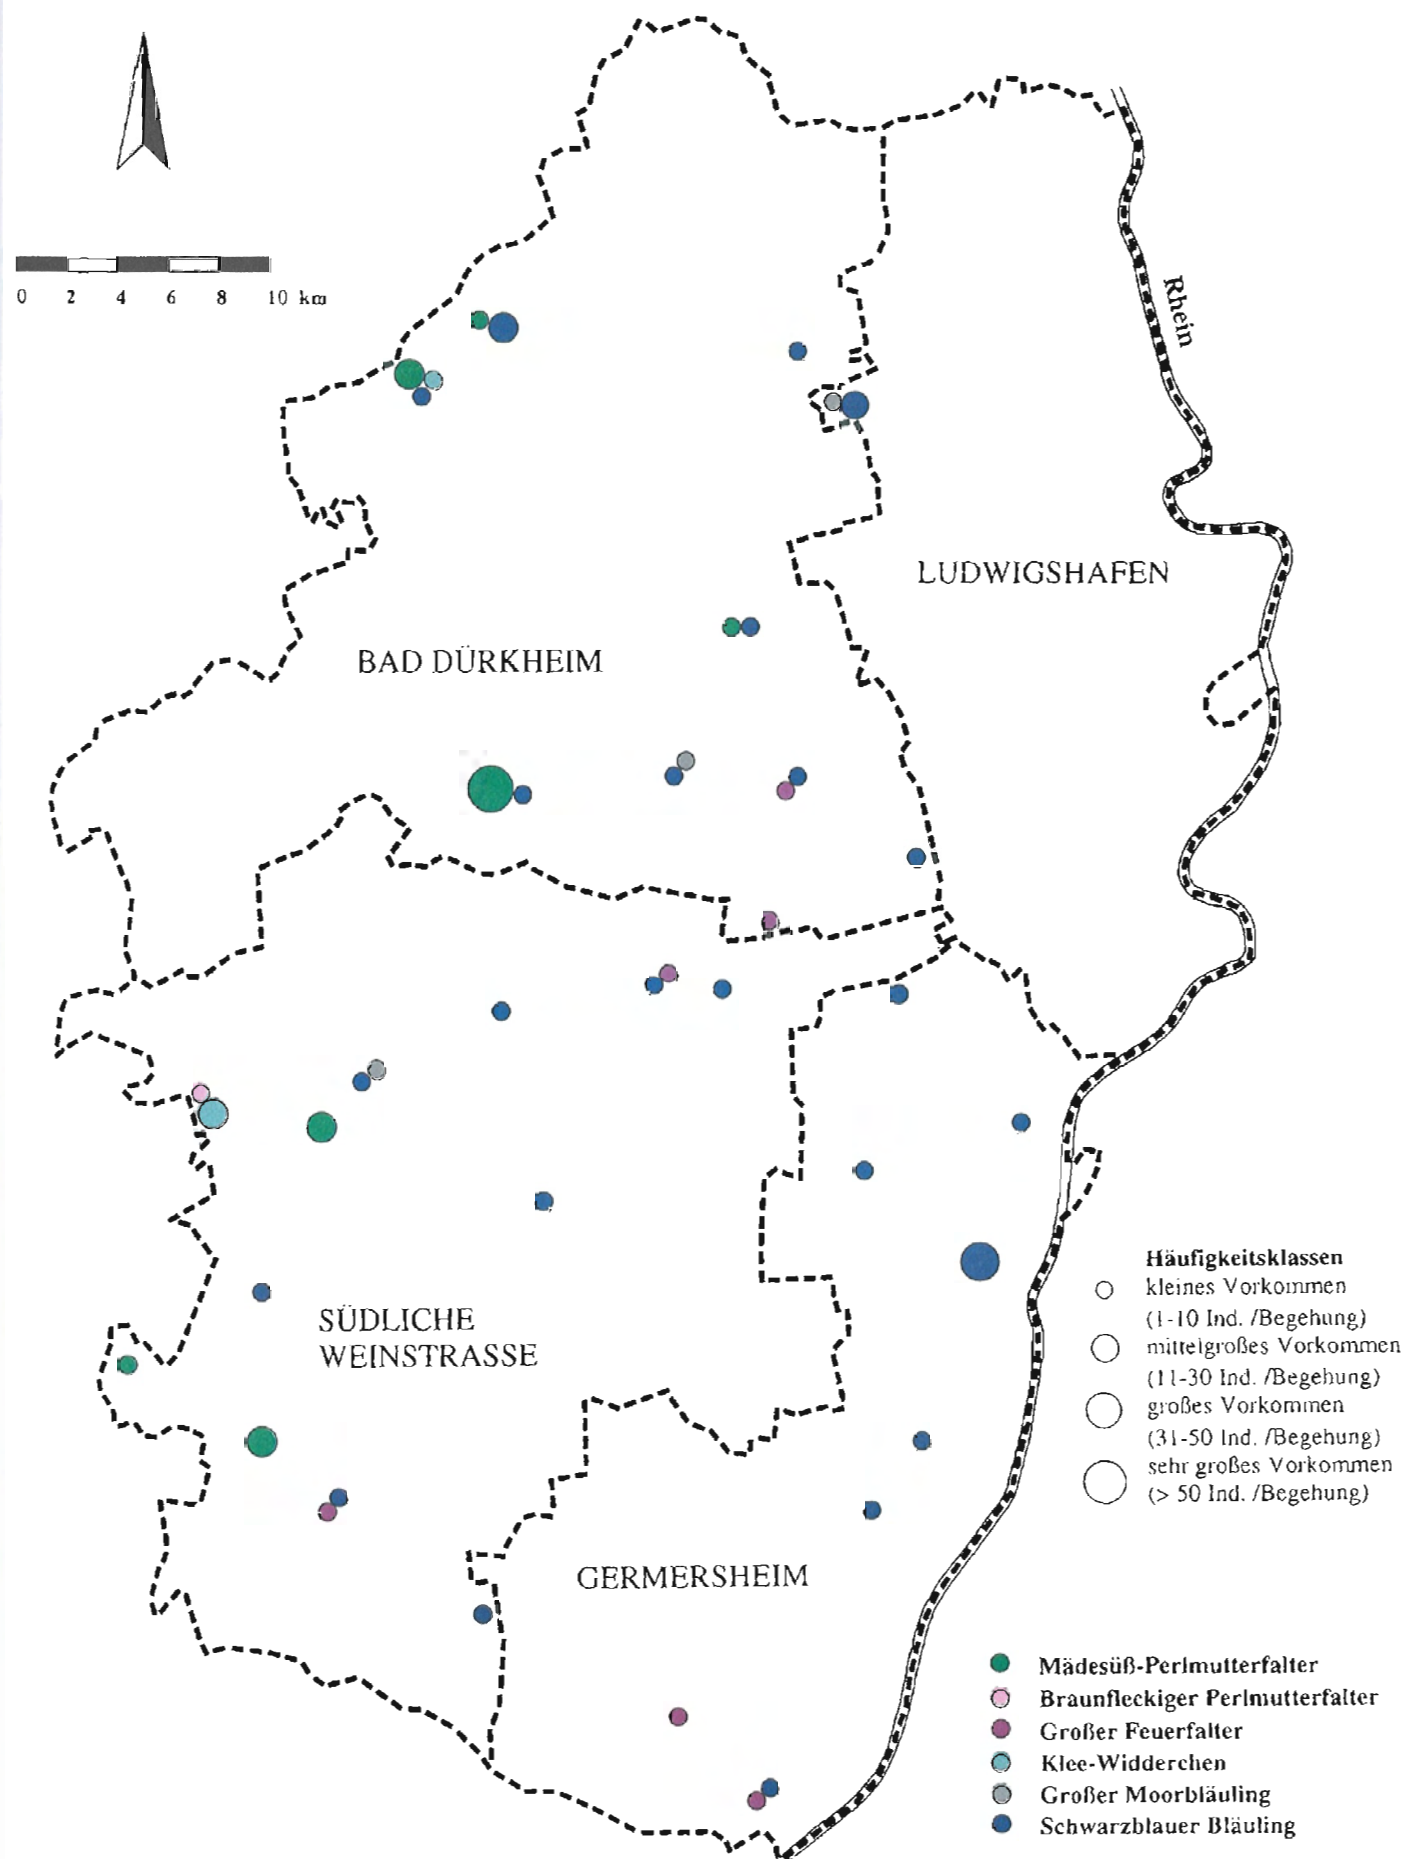 0 2 4 6 8 10 km
Rhein
LUDWIGSHAFEN
BAD DÜRKHEIM
SÜDLICHE
WEINSTRASSE
GERMERSHEIM
Häufigkeitsklassen
kleines Vorkommen
(1-10 Ind. /Begehung)
mittelgroßes Vorkommen
(11-30 Ind. /Begehung)
großes Vorkommen
(31-50 Ind. /Begehung)
sehr großes Vorkommen
(> 50 Ind. /Begehung)
Mädesüß-Perlmutterfalter
Braunfleckiger Perlmutterfalter
Großer Feuerfalter
Klee-Widderchen
Großer Moorbläuling
Schwarzblauer Bläuling